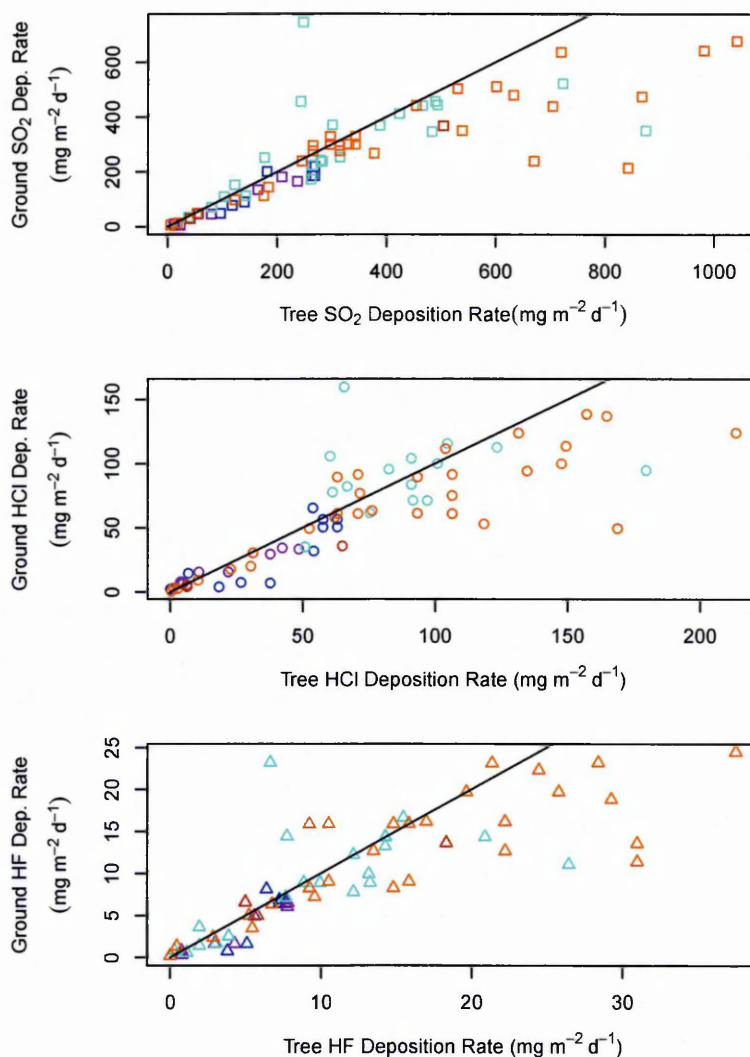 Ground SO₂ Dep. Rate
(mg m⁻² d⁻¹)
600
400
200
0
0 200 400 600 800 1000
Tree SO₂ Deposition Rate(mg m⁻² d⁻¹)
Ground HCl Dep. Rate
(mg m⁻² d⁻¹)
150
100
50
0
0 50 100 150 200
Tree HCl Deposition Rate (mg m⁻² d⁻¹)
Ground HF Dep. Rate
(mg m⁻² d⁻¹)
25
20
15
10
5
0
0 10 20 30
Tree HF Deposition Rate (mg m⁻² d⁻¹)